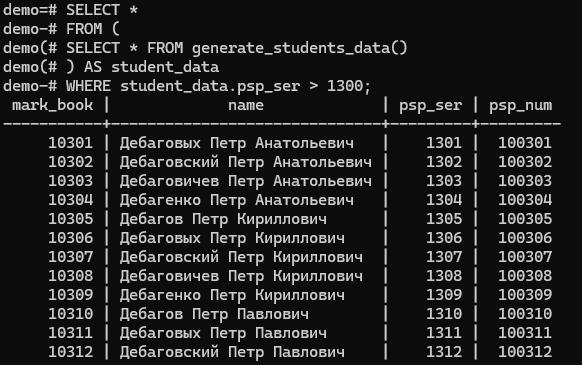 demo=# SELECT *
demo-# FROM (
demo(# SELECT * FROM generate_students_data()
demo(# ) AS student_data
demo-# WHERE student_data.psp_ser > 1300;
 mark_book |             name             | psp_ser | psp_num
-----------+------------------------------+---------+---------
     10301 | Дебаговых Петр Анатольевич   |    1301 |  100301
     10302 | Дебаговский Петр Анатольевич |    1302 |  100302
     10303 | Дебаговичев Петр Анатольевич |    1303 |  100303
     10304 | Дебагенко Петр Анатольевич   |    1304 |  100304
     10305 | Дебагов Петр Кириллович      |    1305 |  100305
     10306 | Дебаговых Петр Кириллович    |    1306 |  100306
     10307 | Дебаговский Петр Кириллович  |    1307 |  100307
     10308 | Дебаговичев Петр Кириллович  |    1308 |  100308
     10309 | Дебагенко Петр Кириллович    |    1309 |  100309
     10310 | Дебагов Петр Павлович        |    1310 |  100310
     10311 | Дебаговых Петр Павлович      |    1311 |  100311
     10312 | Дебаговский Петр Павлович    |    1312 |  100312